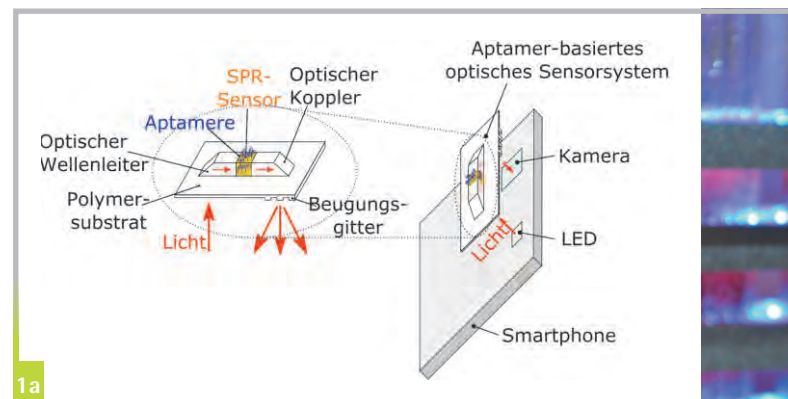 SPR-
Sensor
Optischer
Koppler
Aptamere
Optischer
Wellenleiter
Polymer-
substrat
Licht
Beugungs-
gitter
Aptamer-basiertes
optisches Sensorsystem
Kamera
Licht
LED
Smartphone
1a